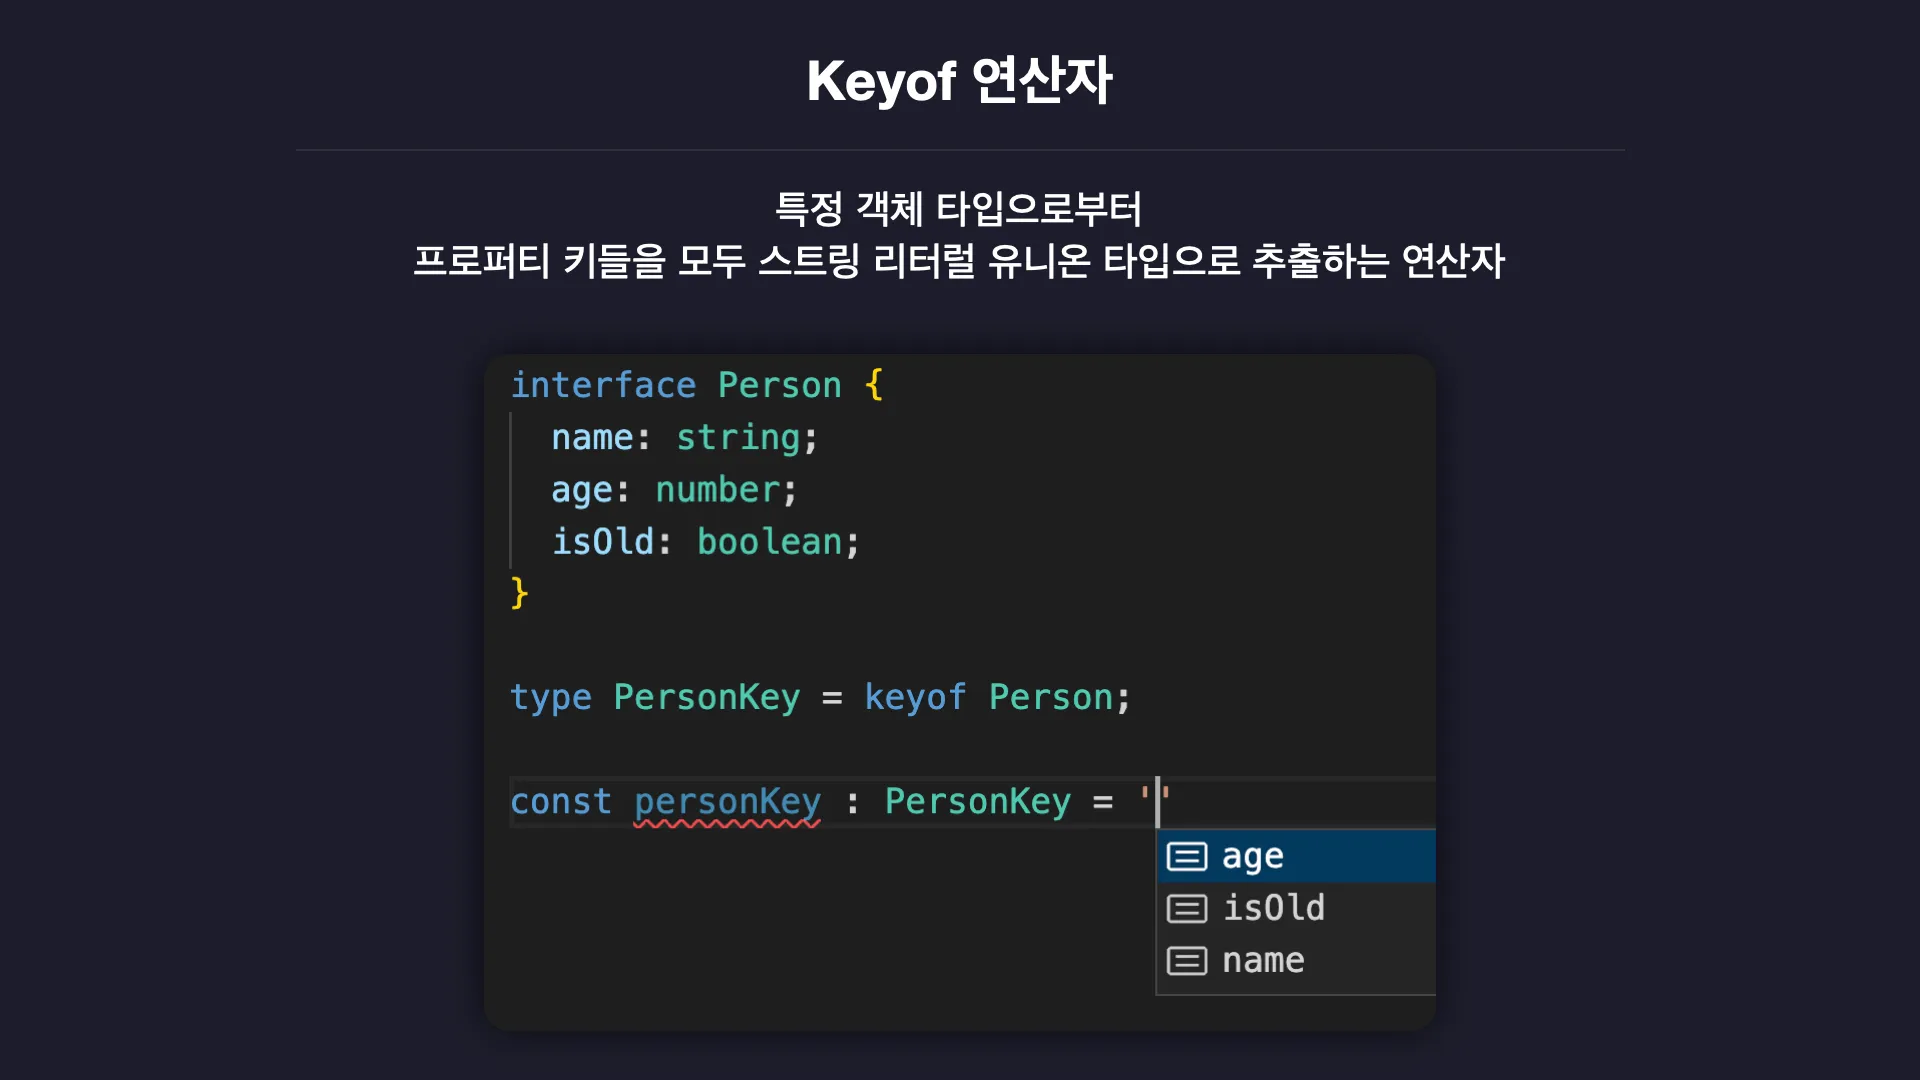 Keyof 연산자
특정 객체 타입으로부터
프로퍼티 키들을 모두 스트링 리터럴 유니온 타입으로 추출하는 연산자
interface Person {
  name: string;
  age: number;
  isOld: boolean;
}
type PersonKey = keyof Person;
const personKey : PersonKey = ''
age
isOld
name